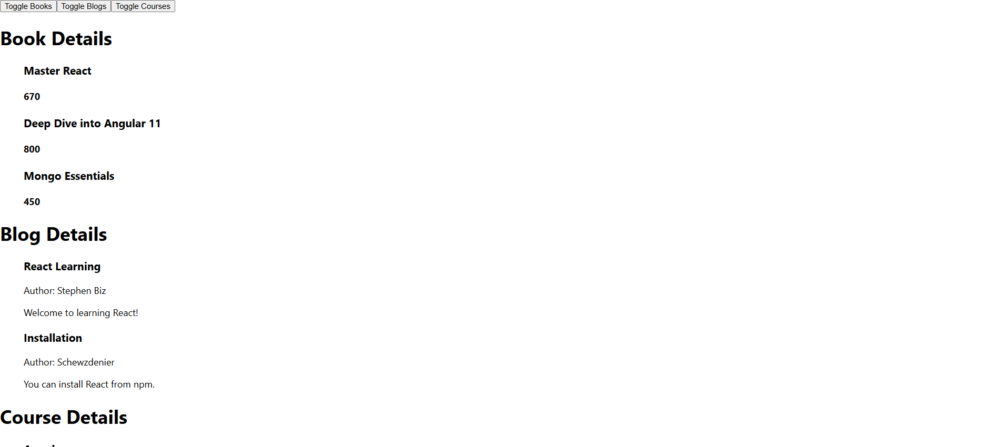 Toggle Books Toggle Blogs Toggle Courses
Book Details
Master React
670
Deep Dive into Angular 11
800
Mongo Essentials
450
Blog Details
React Learning
Author: Stephen Biz
Welcome to learning React!
Installation
Author: Schewzdenier
You can install React from npm.
Course Details